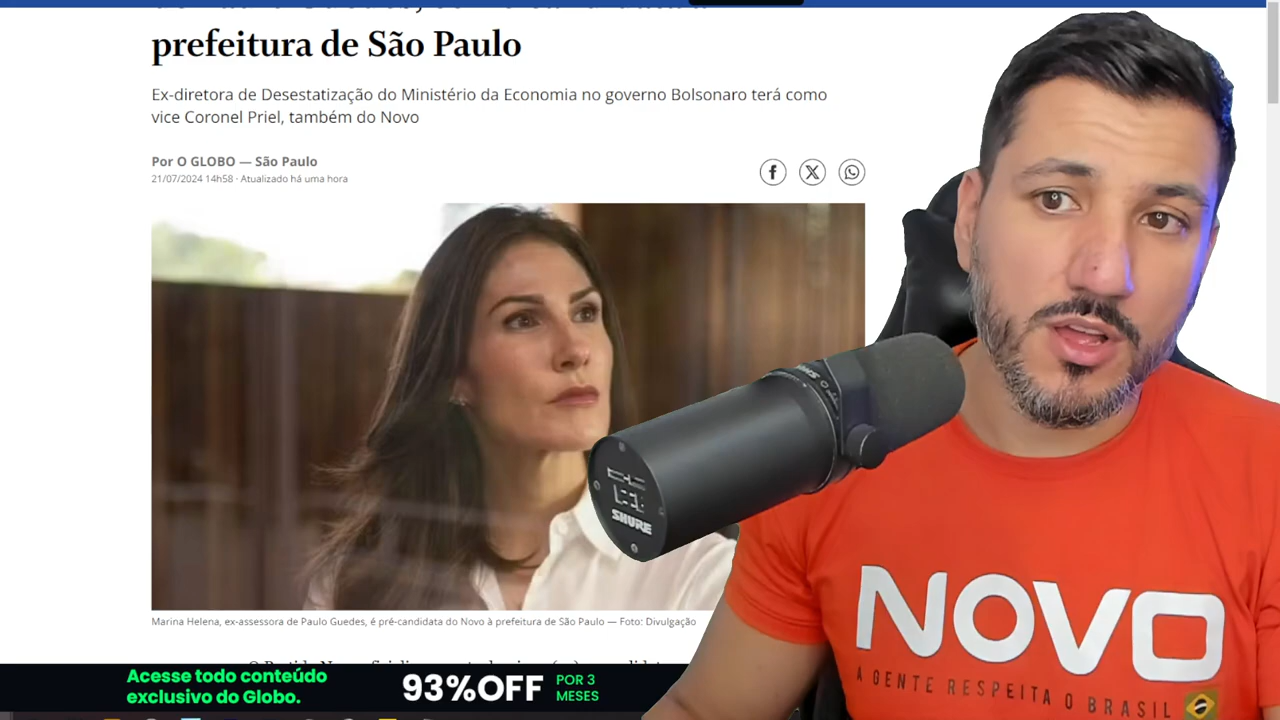 prefeitura de São Paulo
Ex-diretora de Desestatização do Ministério da Economia no governo Bolsonaro terá como
vice Coronel Priel, também do Novo
Por O GLOBO — São Paulo
21/07/2024 14h58 · Atualizado há uma hora
Marina Helena, ex-assessora de Paulo Guedes, é pré-candidata do Novo à prefeitura de São Paulo — Foto: Divulgação
Acesse todo conteúdo
exclusivo do Globo.
93%OFF
POR 3
MESES
SHURE
NOVO
A GENTE RESPEITA O BRASIL